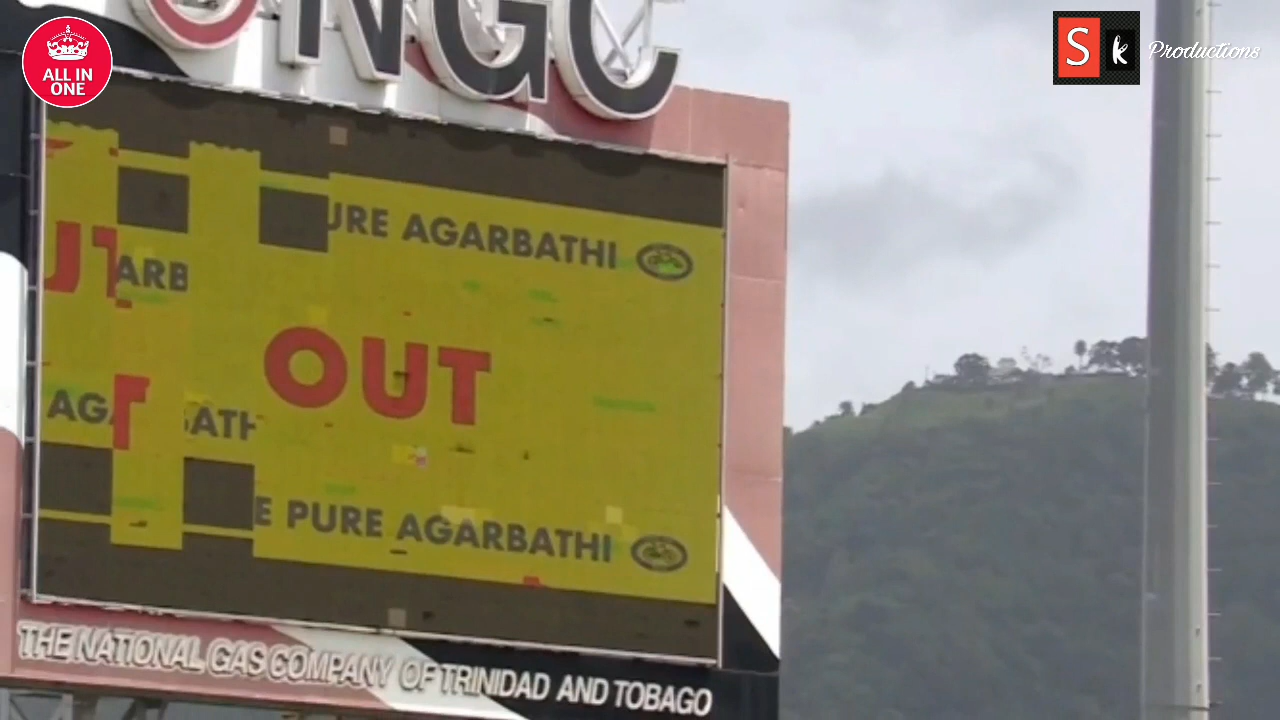 NGC
ALL IN
ONE
S k Productions
URE AGARBATHI
UT
ARB
OUT
AGA
ATH
E PURE AGARBATHI
THE NATIONAL GAS COMPANY OF TRINIDAD AND TOBAGO